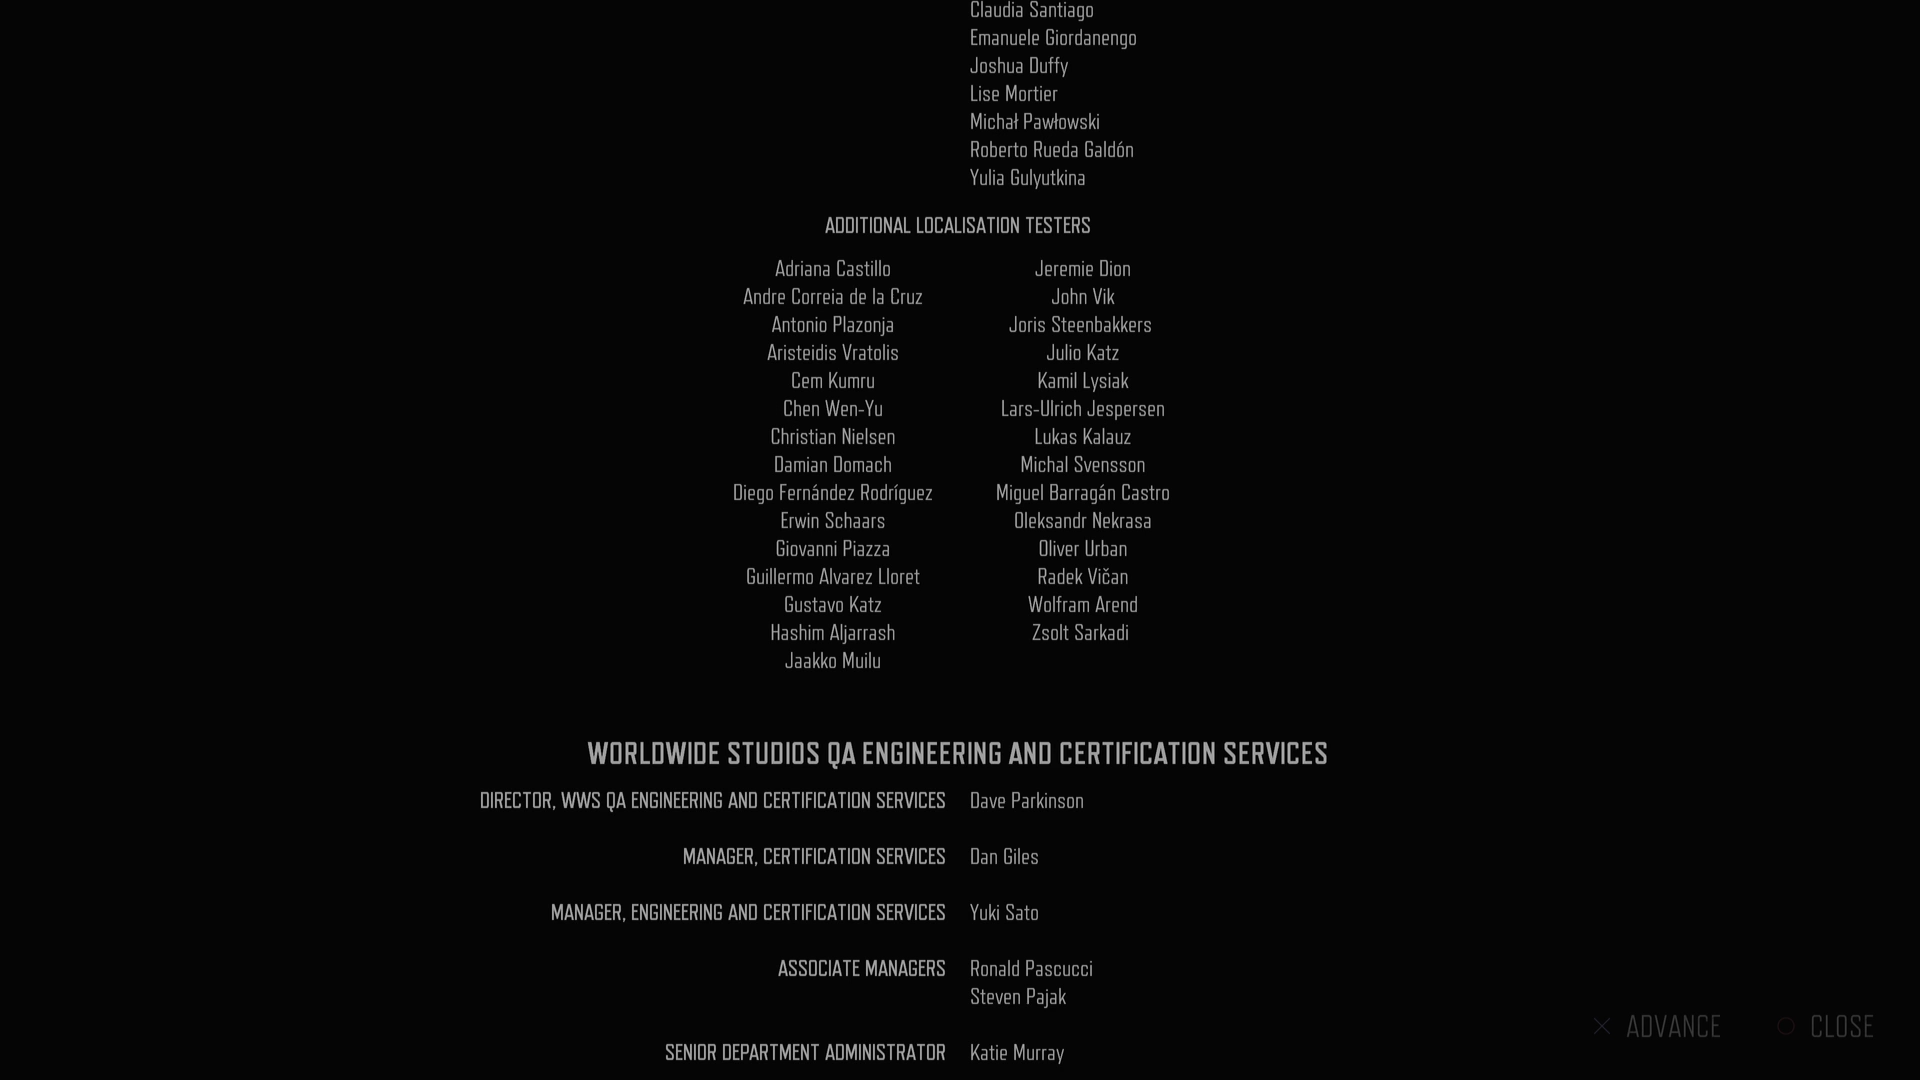 Claudia Santiago
Emanuele Giordanengo
Joshua Duffy
Lise Mortier
Michał Pawłowski
Roberto Rueda Galdón
Yulia Gulyutkina
ADDITIONAL LOCALISATION TESTERS
Adriana Castillo
Andre Correia de la Cruz
Antonio Plazonja
Aristeidis Vratolis
Cem Kumru
Chen Wen-Yu
Christian Nielsen
Damian Domach
Diego Fernández Rodríguez
Erwin Schaars
Giovanni Piazza
Guillermo Alvarez Lloret
Gustavo Katz
Hashim Aljarrash
Jaakko Muilu
Jeremie Dion
John Vik
Joris Steenbakkers
Julio Katz
Kamil Lysiak
Lars-Ulrich Jespersen
Lukas Kalauz
Michal Svensson
Miguel Barragán Castro
Oleksandr Nekrasa
Oliver Urban
Radek Vičan
Wolfram Arend
Zsolt Sarkadi
WORLDWIDE STUDIOS QA ENGINEERING AND CERTIFICATION SERVICES
DIRECTOR, WWS QA ENGINEERING AND CERTIFICATION SERVICES Dave Parkinson
MANAGER, CERTIFICATION SERVICES Dan Giles
MANAGER, ENGINEERING AND CERTIFICATION SERVICES Yuki Sato
ASSOCIATE MANAGERS Ronald Pascucci
Steven Pajak
SENIOR DEPARTMENT ADMINISTRATOR Katie Murray
ADVANCE CLOSE